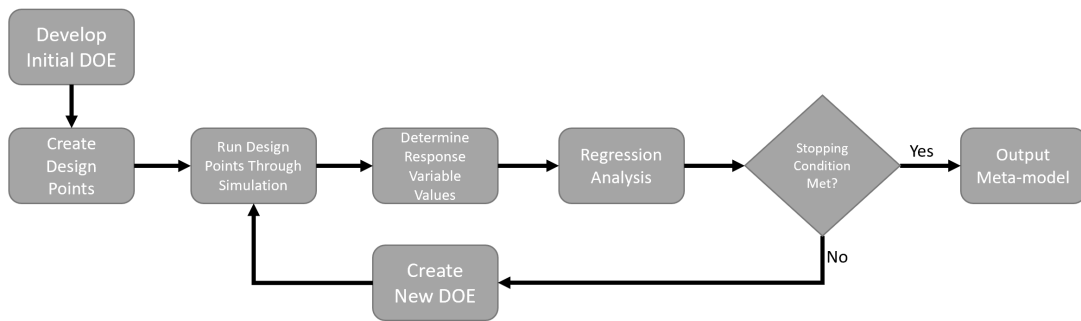 Develop
Initial DOE
Create
Design
Points
Run Design
Points Through
Simulation
Determine
Response
Variable
Values
Regression
Analysis
Stopping
Condition
Met?
Yes
Output
Meta-model
No
Create
New DOE